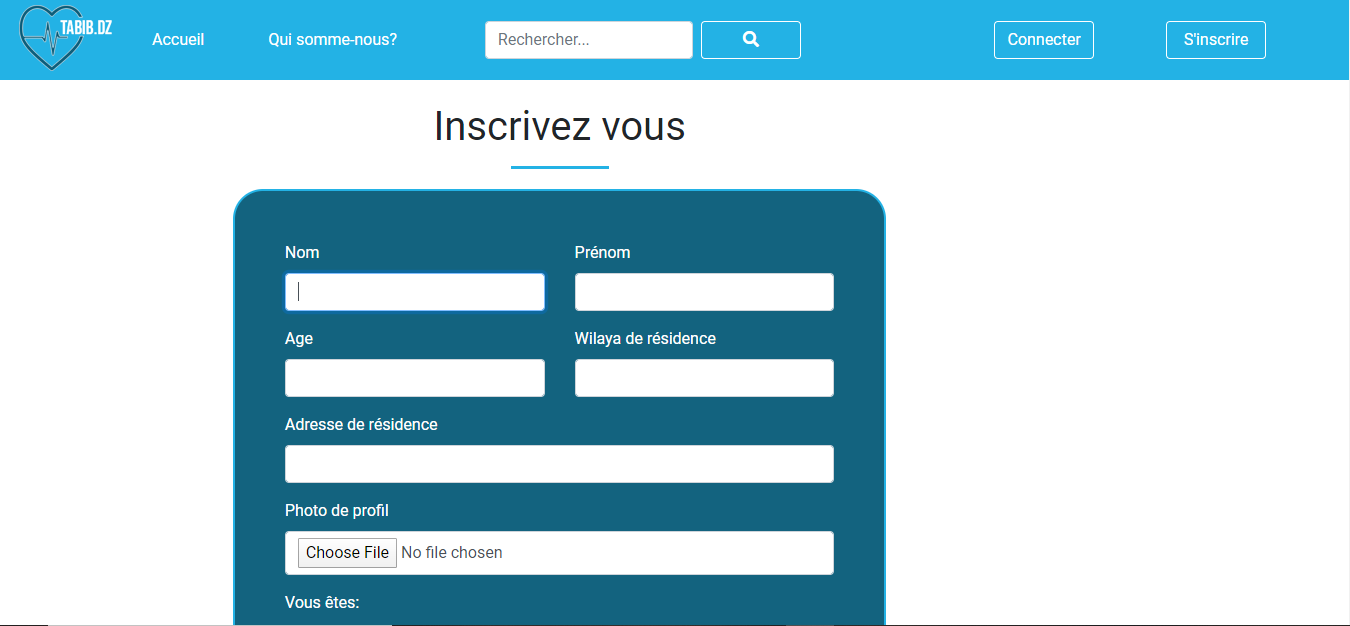 TABIB.DZ Accueil Qui somme-nous? Rechercher... Connecter S'inscrire
Inscrivez vous
Nom Prénom
Age Wilaya de résidence
Adresse de résidence
Photo de profil
Choose File No file chosen
Vous êtes: